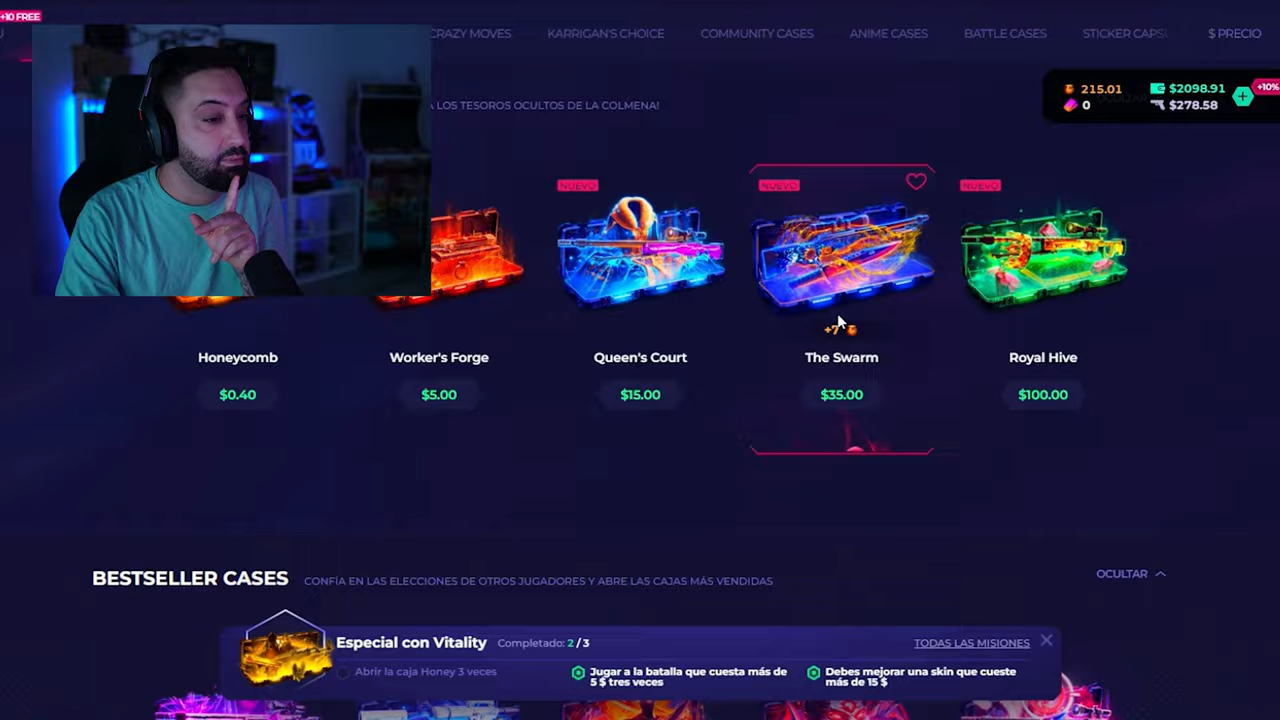 +10 FREE
CRAZY MOVES
KARRIGAN'S CHOICE
COMMUNITY CASES
ANIME CASES
BATTLE CASES
STICKER CAPSU
$ PRECIO
A LOS TESOROS OCULTOS DE LA COLMENA!
215.01
$2098.91
+10%
0
$278.58
NUEVO
NUEVO
NUEVO
+7
Honeycomb
Worker's Forge
Queen's Court
The Swarm
Royal Hive
$0.40
$5.00
$15.00
$35.00
$100.00
BESTSELLER CASES
CONFÍA EN LAS ELECCIONES DE OTROS JUGADORES Y ABRE LAS CAJAS MÁS VENDIDAS
OCULTAR
Especial con Vitality
Completado: 2 / 3
TODAS LAS MISIONES
Abrir la caja Honey 3 veces
Jugar a la batalla que cuesta más de
5 $ tres veces
Debes mejorar una skin que cueste
más de 15 $